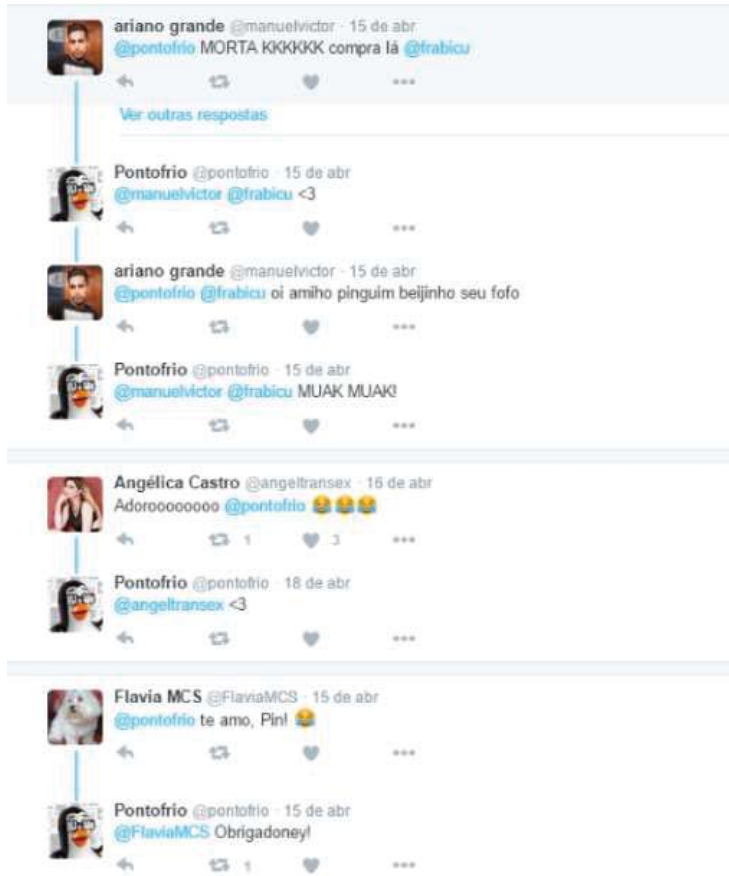 ariano grande @manuelvictor · 15 de abr
@pontofrio MORTA KKKKKK compra lá @frabicu
Ver outras respostas
Pontofrio @pontofrio · 15 de abr
@manuelvictor @frabicu <3
ariano grande @manuelvictor · 15 de abr
@pontofrio @frabicu oi amiho pinguim beijinho seu fofo
Pontofrio @pontofrio · 15 de abr
@manuelvictor @frabicu MUAK MUAK!
Angélica Castro @angeltransex · 16 de abr
Adorooooooooo @pontofrio 😂😂😂
1 3
Pontofrio @pontofrio · 18 de abr
@angeltransex <3
Flavia MCS @FlaviaMCS · 15 de abr
@pontofrio te amo, Pin! 😂
Pontofrio @pontofrio · 15 de abr
@FlaviaMCS Obrigadoney!
1